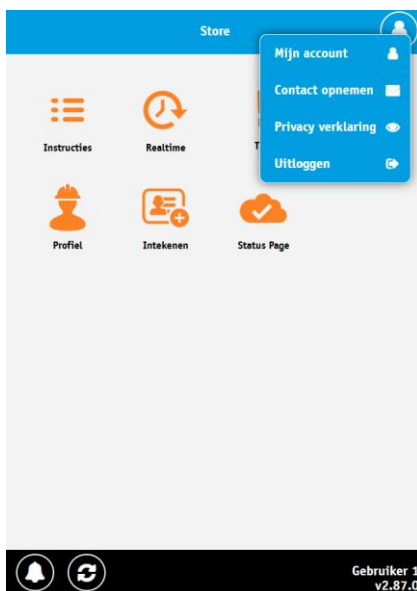 Store
Mijn account
Contact opnemen
Privacy verklaring
Uitloggen
Instructies
Realtime
Profiel
Intekenen
Status Page
Gebruiker 1
v2.87.0